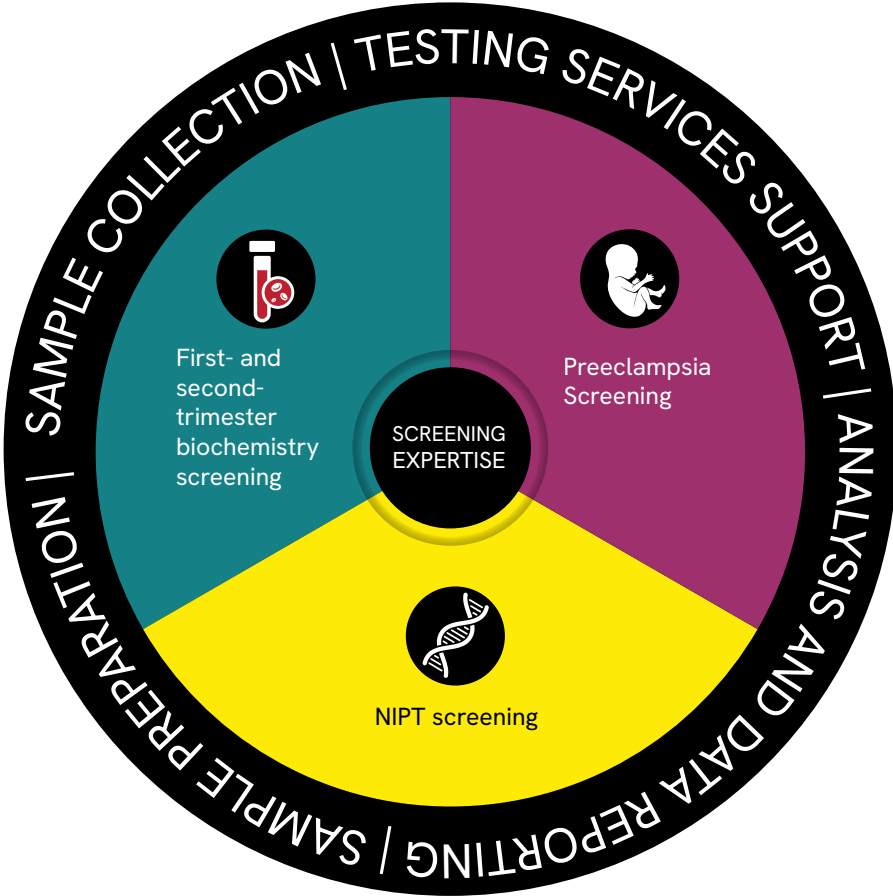 SAMPLE COLLECTION | TESTING SERVICES SUPPORT | ANALYSIS AND DATA REPORTING | SAMPLE PREPARATION |
First- and
second-
trimester
biochemistry
screening
Preeclampsia
Screening
SCREENING
EXPERTISE
NIPT screening